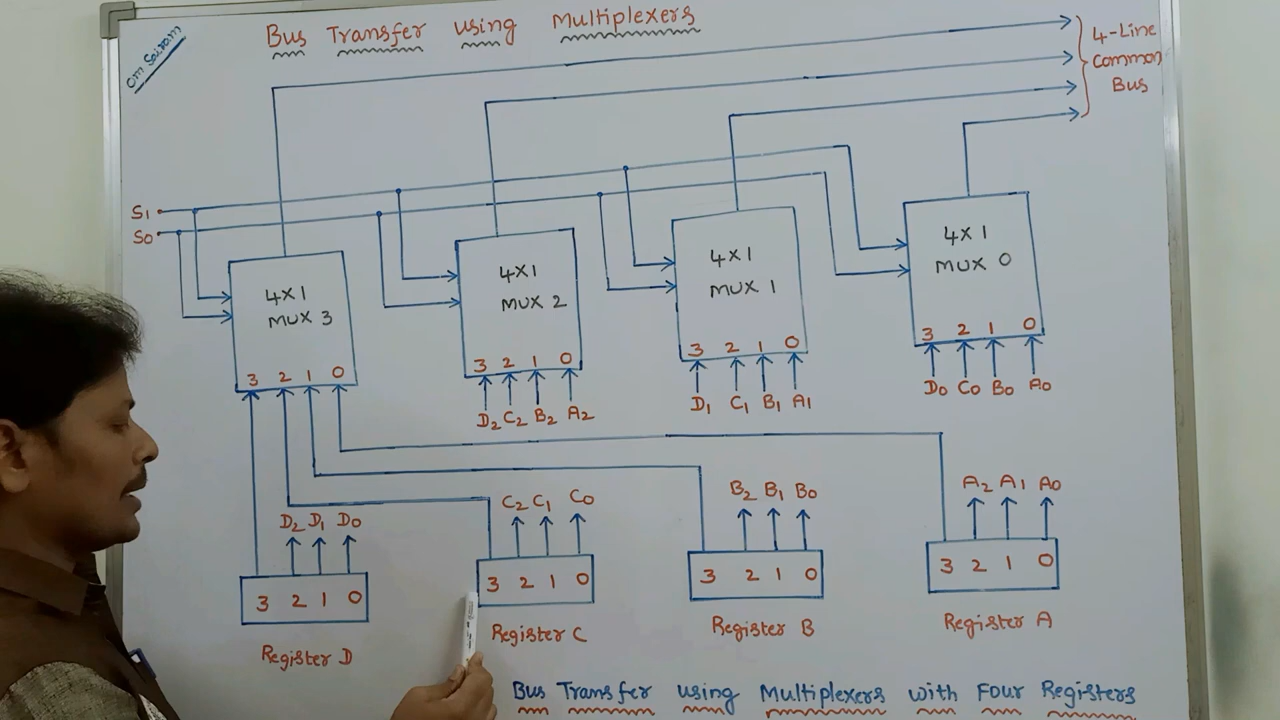 Om Sairam
Bus Transfer using Multiplexers
4-Line
Common
Bus
S1
S0
4X1
MUX 3
3 2 1 0
4X1
MUX 2
3 2 1 0
D2 C2 B2 A2
4X1
MUX 1
3 2 1 0
D1 C1 B1 A1
4X1
MUX 0
3 2 1 0
D0 C0 B0 A0
D2 D1 D0
3 2 1 0
Register D
C2 C1 C0
3 2 1 0
Register C
B2 B1 B0
3 2 1 0
Register B
A2 A1 A0
3 2 1 0
Register A
Bus Transfer using Multiplexers with Four Registers